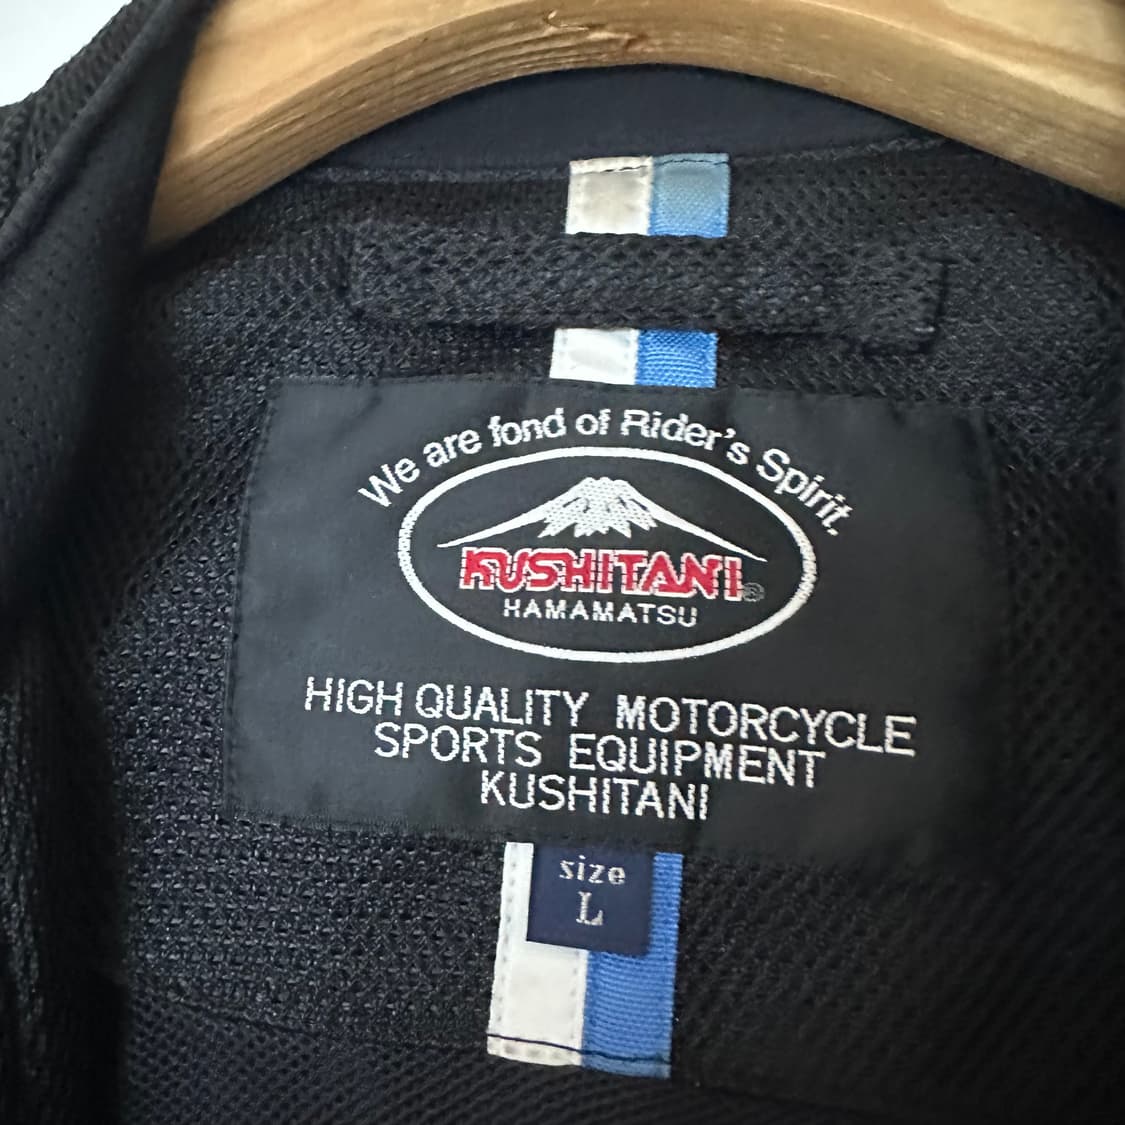 We are fond of Rider's Spirit.
KUSHITANI®
HAMAMATSU
HIGH QUALITY MOTORCYCLE
SPORTS EQUIPMENT
KUSHITANI
size
L